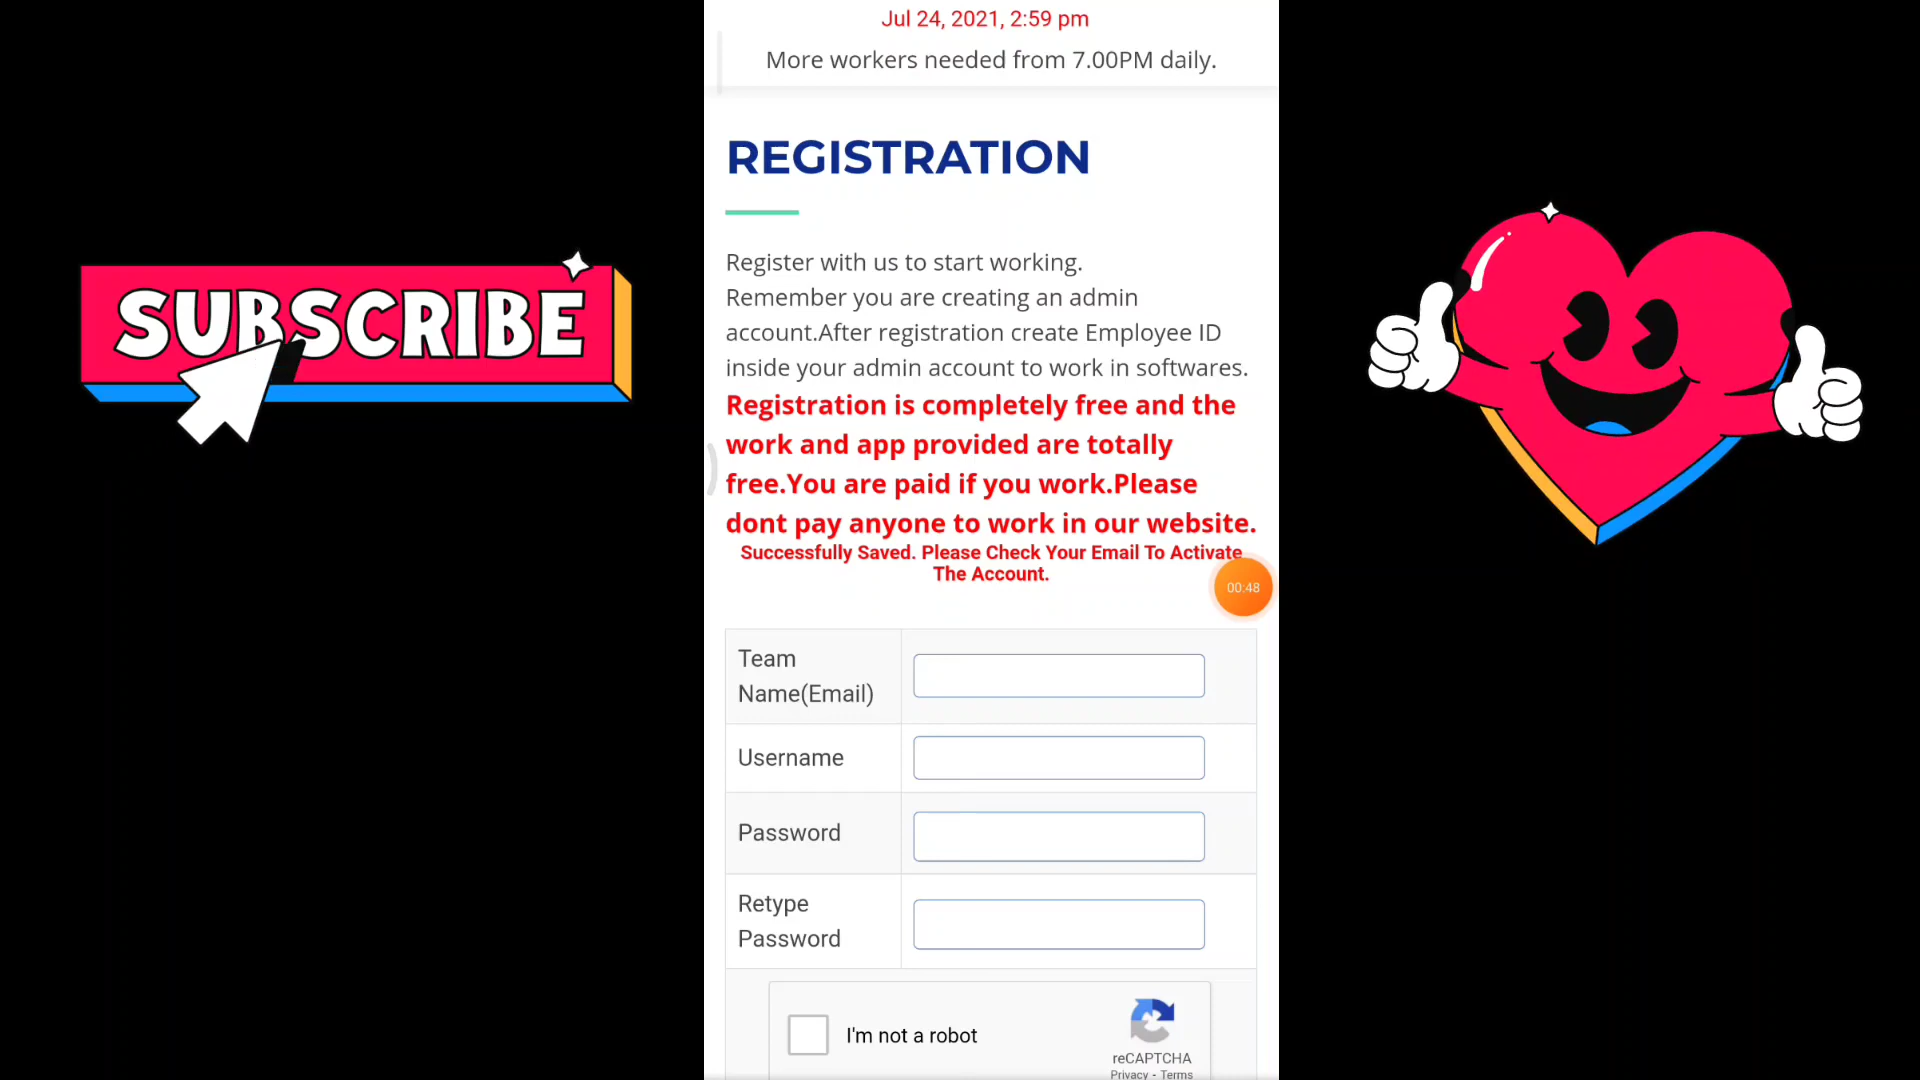 Jul 24, 2021, 2:59 pm
More workers needed from 7.00PM daily.
REGISTRATION
Register with us to start working.
Remember you are creating an admin
account.After registration create Employee ID
inside your admin account to work in softwares.
Registration is completely free and the
work and app provided are totally
free.You are paid if you work.Please
dont pay anyone to work in our website.
Successfully Saved. Please Check Your Email To Activate
The Account.
00:48
SUBSCRIBE
Team
Name(Email)
Username
Password
Retype
Password
I'm not a robot
reCAPTCHA
Privacy - Terms